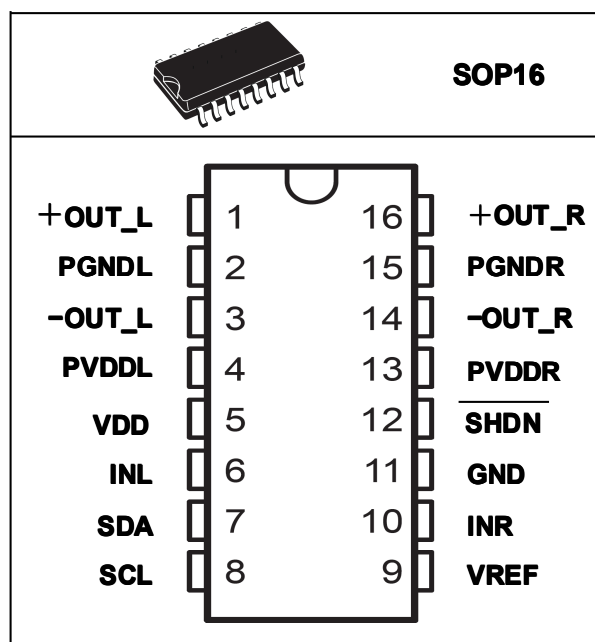 SOP16
+OUT_L 1 16 +OUT_R
PGNDL 2 15 PGNDR
-OUT_L 3 14 -OUT_R
PVDDL 4 13 PVDDR
VDD 5 12 SHDN
INL 6 11 GND
SDA 7 10 INR
SCL 8 9 VREF